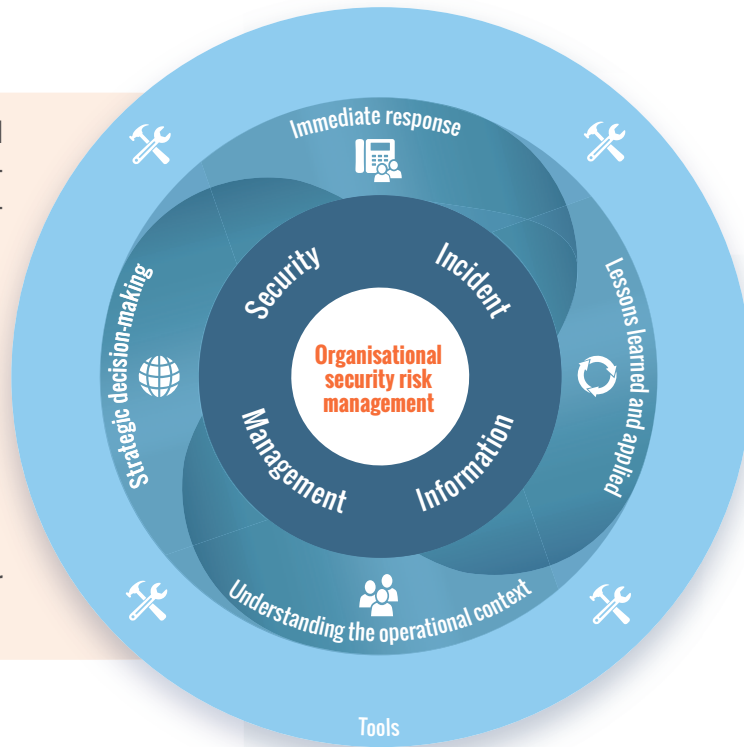 Immediate response
Security
Incident
Strategic decision-making
Lessons learned and applied
Organisational
security risk
management
Management
Information
Understanding the operational context
Tools